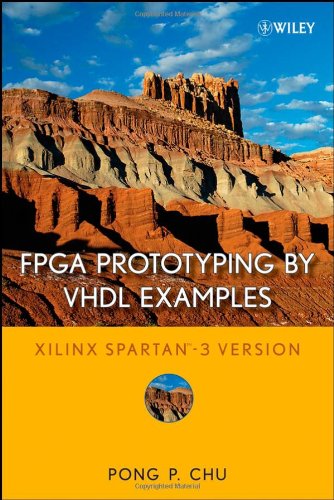 WILEY
FPGA PROTOTYPING BY
VHDL EXAMPLES
XILINX SPARTAN™-3 VERSION
PONG P. CHU